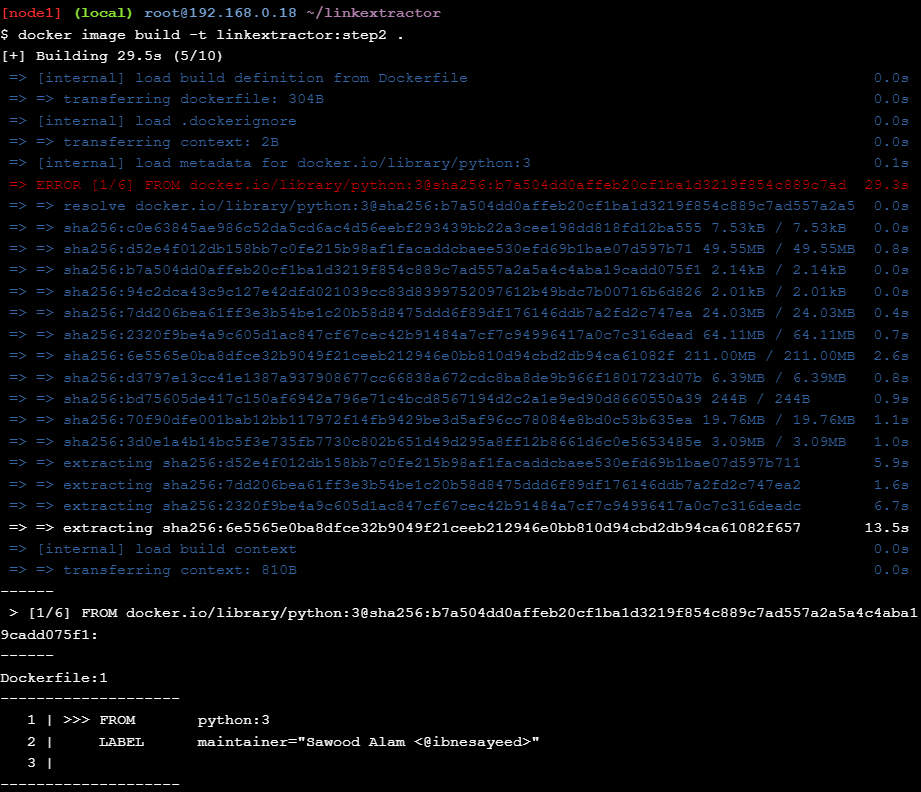 [node1] (local) root@192.168.0.18 ~/linkextractor
$ docker image build -t linkextractor:step2 .
[+] Building 29.5s (5/10)
=> [internal] load build definition from Dockerfile 0.0s
=> => transferring dockerfile: 304B 0.0s
=> [internal] load .dockerignore 0.0s
=> => transferring context: 2B 0.0s
=> [internal] load metadata for docker.io/library/python:3 0.1s
=> ERROR [1/6] FROM docker.io/library/python:3@sha256:b7a504dd0affeb20cf1ba1d3219f854c889c7ad 29.3s
=> => resolve docker.io/library/python:3@sha256:b7a504dd0affeb20cf1ba1d3219f854c889c7ad557a2a5 0.0s
=> => sha256:c0e63845ae986c52da5cd6ac4d56eebf293439bb22a3cee198dd818fd12ba555 7.53kB / 7.53kB 0.0s
=> => sha256:d52e4f012db158bb7c0fe215b98af1facaddcbaee530efd69b1bae07d597b71 49.55MB / 49.55MB 0.8s
=> => sha256:b7a504dd0affeb20cf1ba1d3219f854c889c7ad557a2a5a4c4aba19cadd075f1 2.14kB / 2.14kB 0.0s
=> => sha256:94c2dca43c9c127e42dfd021039cc83d8399752097612b49bdc7b00716b6d826 2.01kB / 2.01kB 0.0s
=> => sha256:7dd206bea61ff3e3b54be1c20b58d8475ddd6f89df176146ddb7a2fd2c747ea 24.03MB / 24.03MB 0.4s
=> => sha256:2320f9be4a9c605d1ac847cf67cec42b91484a7cf7c94996417a0c7c316dead 64.11MB / 64.11MB 0.7s
=> => sha256:6e5565e0ba8dfce32b9049f21ceeb212946e0bb810d94cbd2db94ca61082f 211.00MB / 211.00MB 2.6s
=> => sha256:d3797e13cc41e1387a937908677cc66838a672cdc8ba8de9b966f1801723d07b 6.39MB / 6.39MB 0.8s
=> => sha256:bd75605de417c150af6942a796e71c4bcd8567194d2c2a1e9ed90d8660550a39 244B / 244B 0.9s
=> => sha256:70f90dfe001bab12bb117972f14fb9429be3d5af96cc78084e8bd0c53b635ea 19.76MB / 19.76MB 1.1s
=> => sha256:3d0e1a4b14bc5f3e735fb7730c802b651d49d295a8ff12b8661d6c0e5653485e 3.09MB / 3.09MB 1.0s
=> => extracting sha256:d52e4f012db158bb7c0fe215b98af1facaddcbaee530efd69b1bae07d597b711 5.9s
=> => extracting sha256:7dd206bea61ff3e3b54be1c20b58d8475ddd6f89df176146ddb7a2fd2c747ea2 1.6s
=> => extracting sha256:2320f9be4a9c605d1ac847cf67cec42b91484a7cf7c94996417a0c7c316deadc 6.7s
=> => extracting sha256:6e5565e0ba8dfce32b9049f21ceeb212946e0bb810d94cbd2db94ca61082f657 13.5s
=> [internal] load build context 0.0s
=> => transferring context: 810B 0.0s
------
> [1/6] FROM docker.io/library/python:3@sha256:b7a504dd0affeb20cf1ba1d3219f854c889c7ad557a2a5a4c4aba1
9cadd075f1:
------
Dockerfile:1
--------------------
1 | >>> FROM python:3
2 | LABEL maintainer="Sawood Alam <@ibnesayeed>"
3 |
--------------------